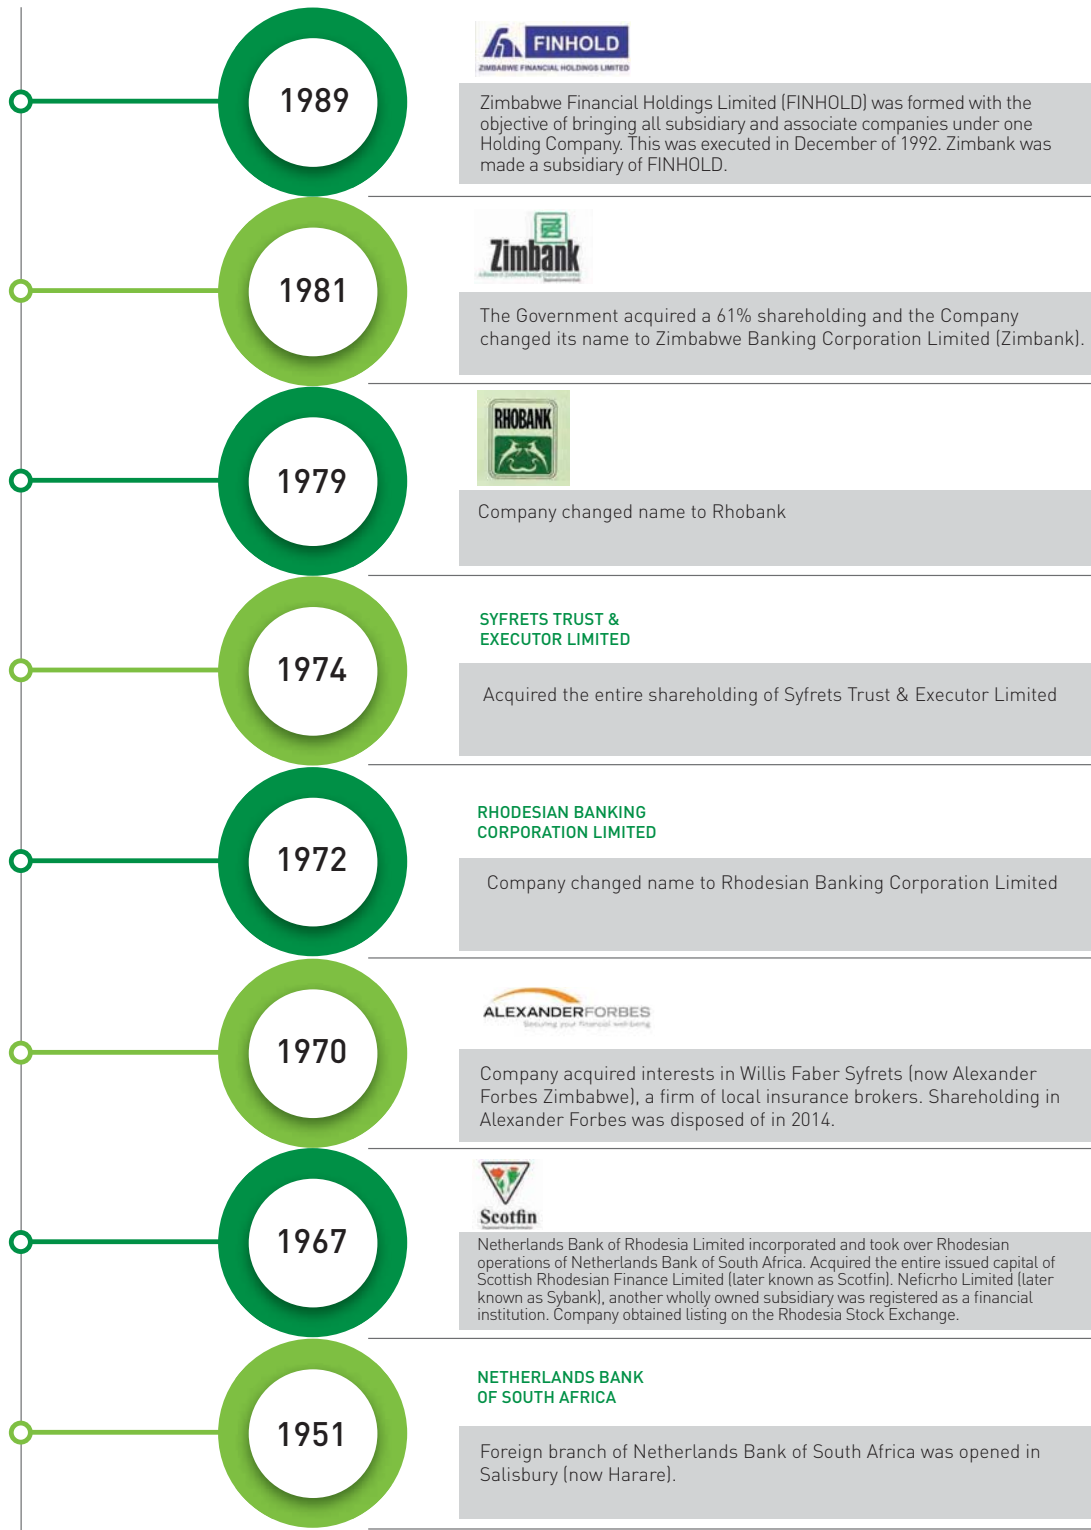 1989
FINHOLD
ZIMBABWE FINANCIAL HOLDINGS LIMITED
Zimbabwe Financial Holdings Limited (FINHOLD) was formed with the
objective of bringing all subsidiary and associate companies under one
Holding Company. This was executed in December of 1992. Zimbank was
made a subsidiary of FINHOLD.
1981
Zimbank
The Government acquired a 61% shareholding and the Company
changed its name to Zimbabwe Banking Corporation Limited (Zimbank).
1979
RHOBANK
Company changed name to Rhobank
1974
SYFRETS TRUST &
EXECUTOR LIMITED
Acquired the entire shareholding of Syfrets Trust & Executor Limited
1972
RHODESIAN BANKING
CORPORATION LIMITED
Company changed name to Rhodesian Banking Corporation Limited
1970
ALEXANDERFORBES
Securing your financial well-being
Company acquired interests in Willis Faber Syfrets (now Alexander
Forbes Zimbabwe), a firm of local insurance brokers. Shareholding in
Alexander Forbes was disposed of in 2014.
1967
Scotfin
Netherlands Bank of Rhodesia Limited incorporated and took over Rhodesian
operations of Netherlands Bank of South Africa. Acquired the entire issued capital of
Scottish Rhodesian Finance Limited (later known as Scotfin). Neficrho Limited (later
known as Sybank), another wholly owned subsidiary was registered as a financial
institution. Company obtained listing on the Rhodesia Stock Exchange.
1951
NETHERLANDS BANK
OF SOUTH AFRICA
Foreign branch of Netherlands Bank of South Africa was opened in
Salisbury (now Harare).